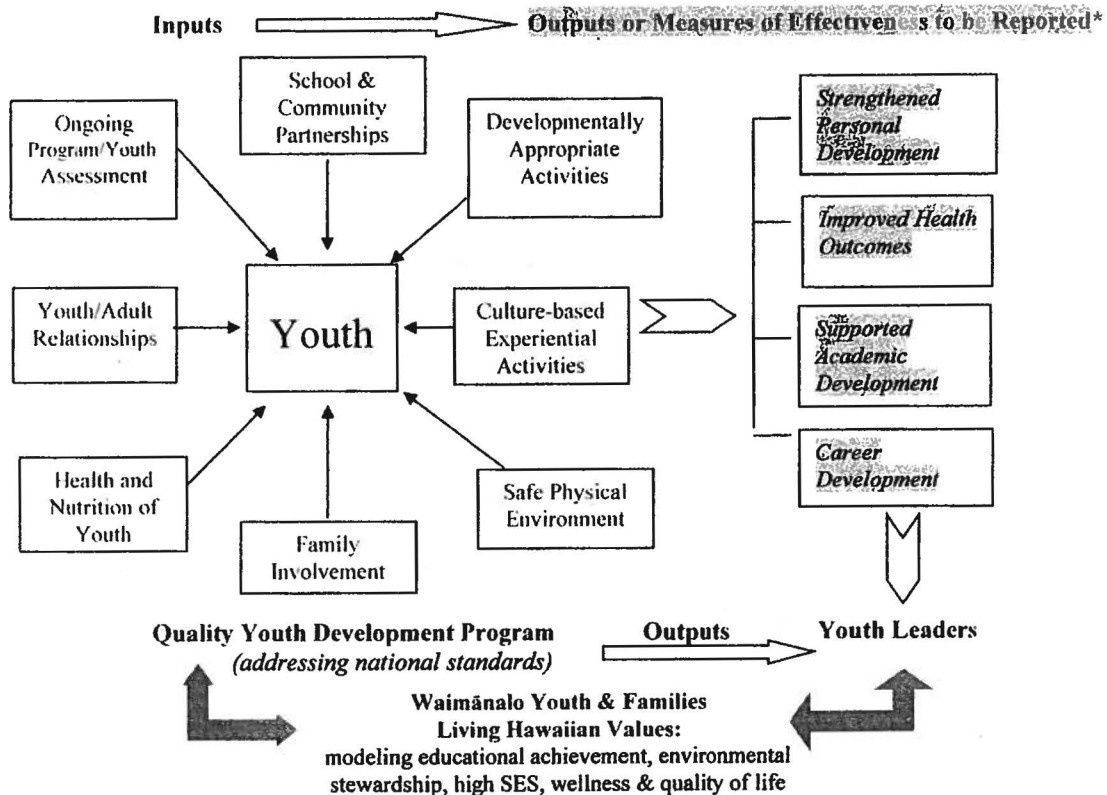 Inputs
Outputs or Measures of Effectiveness to be Reported*
Ongoing
Program/Youth
Assessment
School &
Community
Partnerships
Developmentally
Appropriate
Activities
Youth/Adult
Relationships
Youth
Culture-based
Experiential
Activities
Health and
Nutrition of
Youth
Family
Involvement
Safe Physical
Environment
Strengthened
Personal
Development
Improved Health
Outcomes
Supported
Academic
Development
Career
Development
Quality Youth Development Program
(addressing national standards)
Outputs
Youth Leaders
Waimānalo Youth & Families
Living Hawaiian Values:
modeling educational achievement, environmental
stewardship, high SES, wellness & quality of life